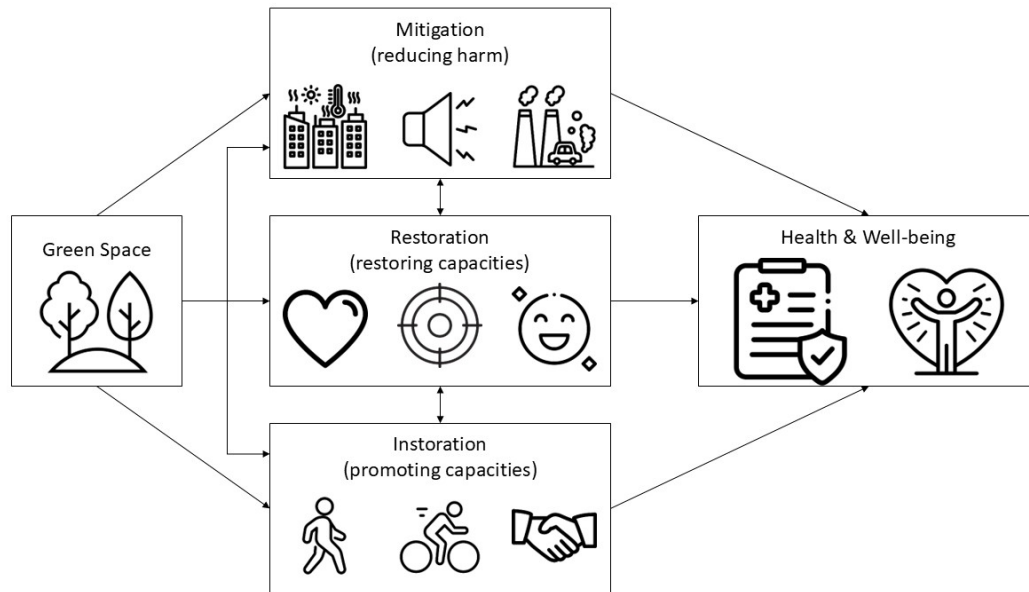 Mitigation
(reducing harm)
Green Space
Restoration
(restoring capacities)
Health & Well-being
Instoration
(promoting capacities)